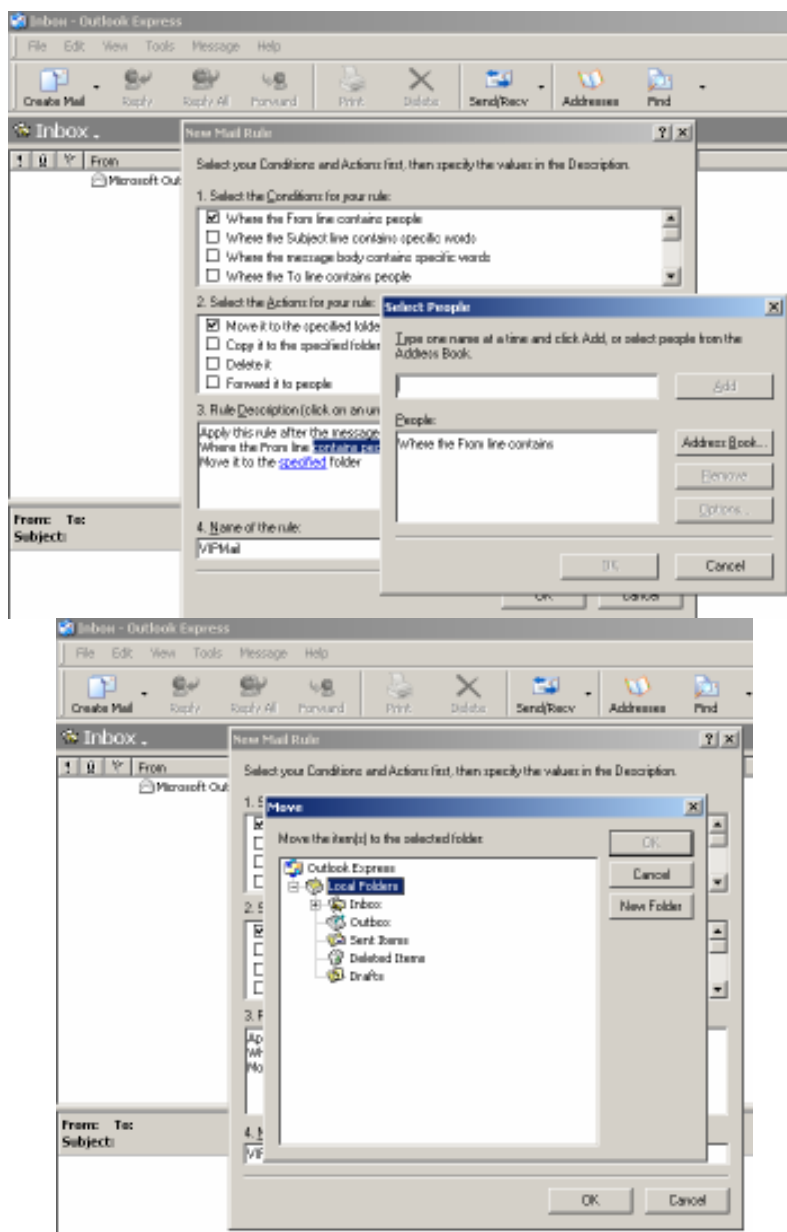 Inbox - Outlook Express
File Edit View Tools Message Help
Create Mail Reply Reply All Forward Print Delete Send/Recv Addresses Find
Inbox
New Mail Rule
! From
Microsoft Out
Select your Conditions and Actions first, then specify the values in the Description.
1. Select the Conditions for your rule:
Where the From line contains people
Where the Subject line contains specific words
Where the message body contains specific words
Where the To line contains people
2. Select the Actions for your rule:
Move it to the specified folde
Copy it to the specified folder
Delete it
Forward it to people
3. Rule Description (click on an un
Apply this rule after the message
Where the From line contains peo
Move it to the specified folder
4. Name of the rule:
VIPMail
OK Cancel
Select People
Type one name at a time and click Add, or select people from the
Address Book.
Add
People:
Where the From line contains
Address Book...
Remove
Options...
OK Cancel
From: To:
Subject:
Inbox - Outlook Express
File Edit View Tools Message Help
Create Mail Reply Reply All Forward Print Delete Send/Recv Addresses Find
Inbox
New Mail Rule
! From
Microsoft Out
Select your Conditions and Actions first, then specify the values in the Description.
1. S
Move
Move the item(s) to the selected folder:
OK
Cancel
New Folder
Outlook Express
Local Folders
Inbox
Outbox
Sent Items
Deleted Items
Drafts
2. S
3. F
Ap
Wh
Mo
4. N
VIP
OK Cancel
From: To:
Subject: